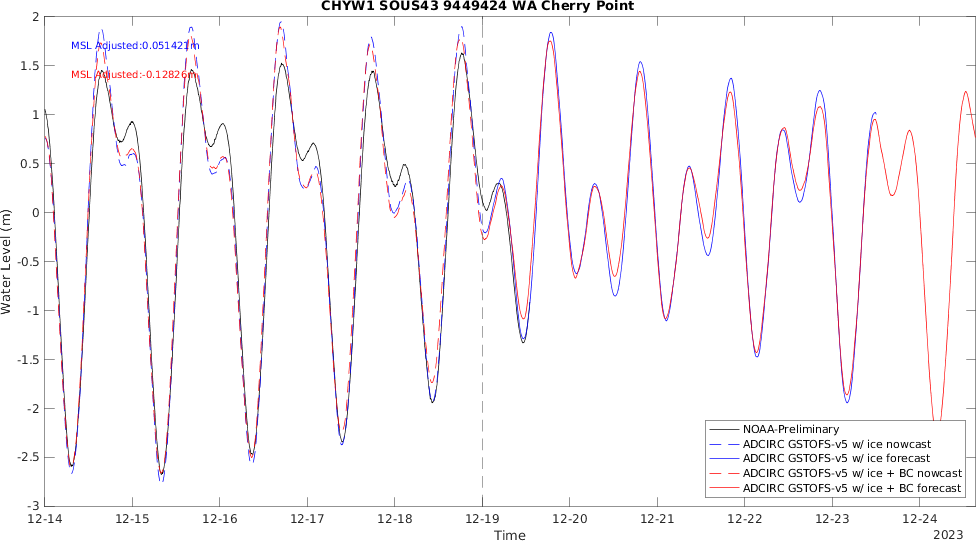 CHYW1 SOUS43 9449424 WA Cherry Point
2
1.5
1
0.5
0
-0.5
-1
-1.5
-2
-2.5
-3
Water Level (m)
MSL Adjusted:0.051421m
MSL Adjusted:-0.12826m
NOAA-Preliminary
ADCIRC GSTOFS-v5 w/ ice nowcast
ADCIRC GSTOFS-v5 w/ ice forecast
ADCIRC GSTOFS-v5 w/ ice + BC nowcast
ADCIRC GSTOFS-v5 w/ ice + BC forecast
12-14 12-15 12-16 12-17 12-18 12-19 12-20 12-21 12-22 12-23 12-24
Time
2023